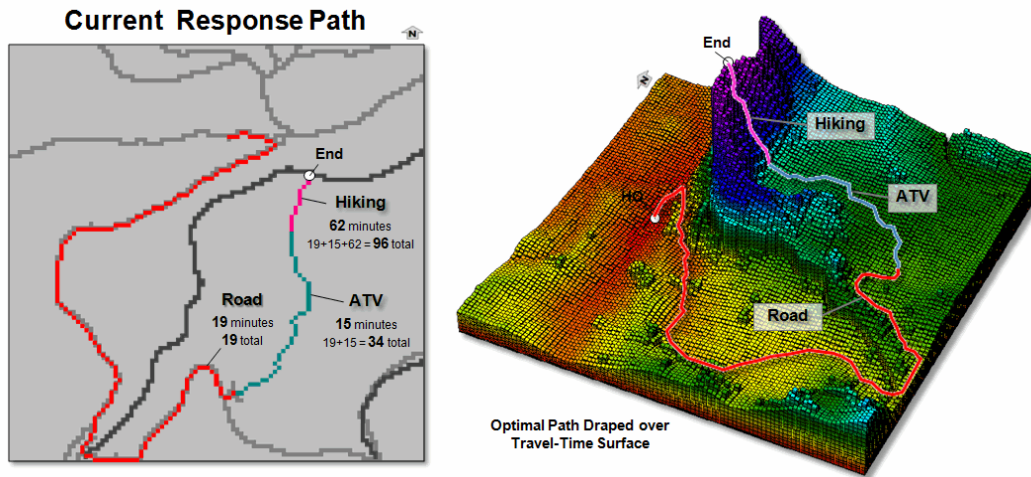 Current Response Path
N
End
Hiking
62 minutes
19+15+62 = 96 total
Road
19 minutes
19 total
ATV
15 minutes
19+15 = 34 total
End
N
Hiking
HQ
ATV
Road
Optimal Path Draped over
Travel-Time Surface